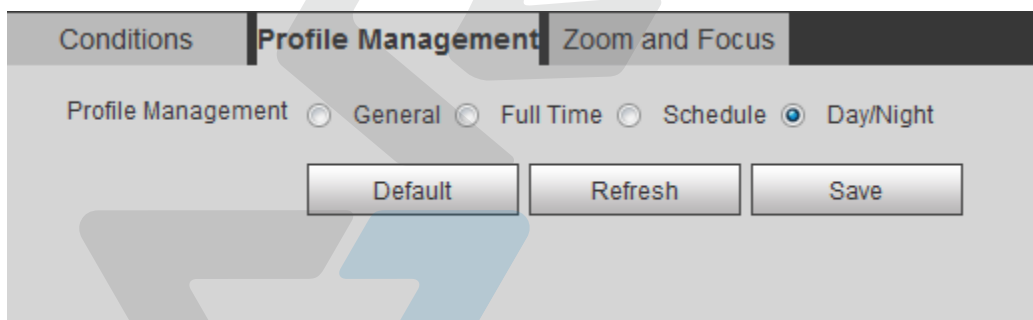 Conditions Profile Management Zoom and Focus
Profile Management General Full Time Schedule Day/Night
Default Refresh Save